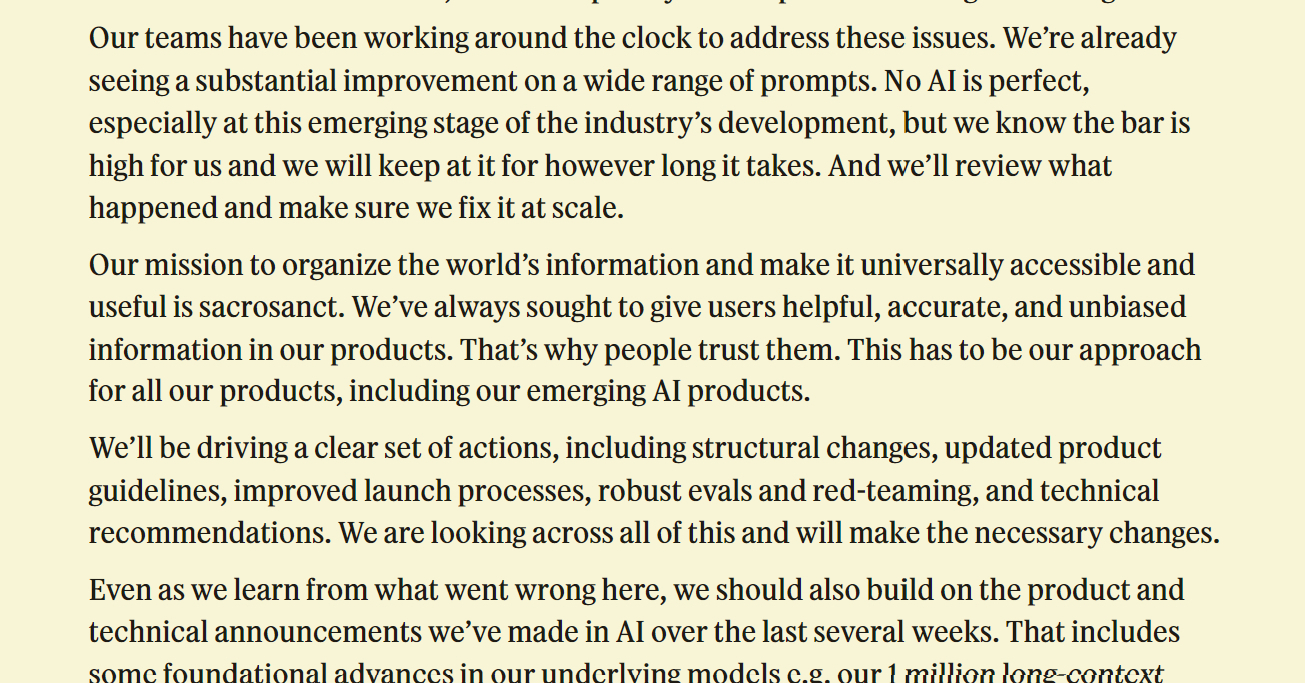 Our teams have been working around the clock to address these issues. We’re already
seeing a substantial improvement on a wide range of prompts. No AI is perfect,
especially at this emerging stage of the industry’s development, but we know the bar is
high for us and we will keep at it for however long it takes. And we’ll review what
happened and make sure we fix it at scale.
Our mission to organize the world’s information and make it universally accessible and
useful is sacrosanct. We’ve always sought to give users helpful, accurate, and unbiased
information in our products. That’s why people trust them. This has to be our approach
for all our products, including our emerging AI products.
We’ll be driving a clear set of actions, including structural changes, updated product
guidelines, improved launch processes, robust evals and red-teaming, and technical
recommendations. We are looking across all of this and will make the necessary changes.
Even as we learn from what went wrong here, we should also build on the product and
technical announcements we’ve made in AI over the last several weeks. That includes
some foundational advances in our underlying models e.g. our 1 million long-context